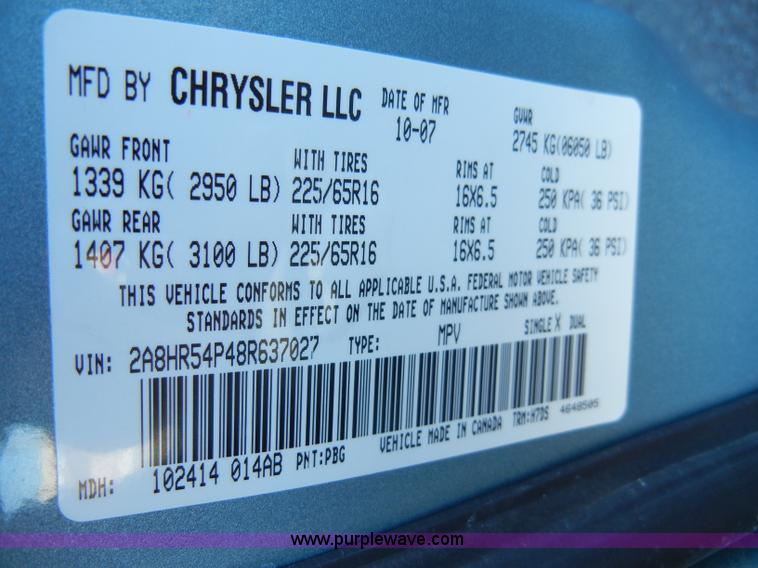 MFD BY CHRYSLER LLC DATE OF MFR GVWR
10-07 2745 KG(06050 LB)
GAWR FRONT WITH TIRES RIMS AT COLD
1339 KG( 2950 LB) 225/65R16 16X6.5 250 KPA( 36 PSI)
GAWR REAR WITH TIRES RIMS AT COLD
1407 KG( 3100 LB) 225/65R16 16X6.5 250 KPA( 36 PSI)
THIS VEHICLE CONFORMS TO ALL APPLICABLE U.S.A. FEDERAL MOTOR VEHICLE SAFETY
STANDARDS IN EFFECT ON THE DATE OF MANUFACTURE SHOWN ABOVE.
VIN: 2A8HR54P48R637027 TYPE: MPV SINGLE X DUAL
MDH: 102414 014AB PNT:PBG VEHICLE MADE IN CANADA TRM:H7DS 4648505
www.purplewave.com